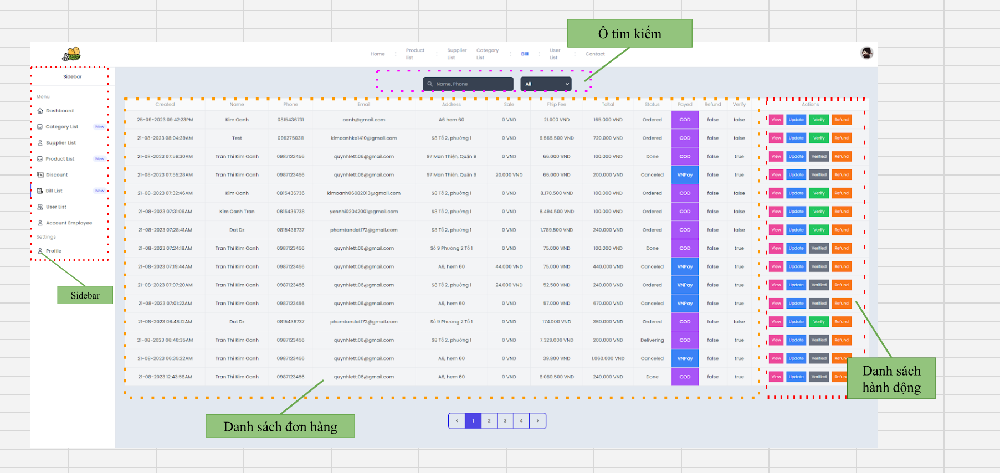 Ô tìm kiếm
Home
Product list
Supplier List
Category List
Bill
User List
Contact
Sidebar
Name, Phone
All
Menu
Dashboard
Category List New
Supplier List
Product List New
Discount
Bill List New
User List
Account Employee
Settings
Profile
Sidebar
Created Name Phone Email Address Sale Fhip Fee Toltal Status Payed Refund Verify Actions
25-09-2023 09:42:23PM Kim Oanh 0815436731 oanh@gmail.com A6 hem 60 0 VND 21.000 VND 165.000 VND Ordered COD false false View Update Verify Refund
21-08-2023 08:04:39AM Test 0962750311 kimoanhko1410@gmail.com S8 Tổ 2, phường 1 0 VND 9.565.500 VND 720.000 VND Ordered COD false false View Update Verify Refund
21-08-2023 07:59:30AM Tran Thi Kim Oanh 0987123456 quynhlett.06@gmail.com 97 Man Thiện, Quận 9 0 VND 66.000 VND 100.000 VND Done COD false true View Update Verified Refund
21-08-2023 07:55:28AM Tran Thi Kim Oanh 0987123456 quynhlett.06@gmail.com 97 Man Thiện, Quận 9 20.000 VND 66.000 VND 200.000 VND Canceled VNPay false true View Update Verified Refund
21-08-2023 07:32:46AM Kim Oanh 0815436736 kimoanh06082013@gmail.com S8 Tổ 2, phường 1 0 VND 8.170.500 VND 100.000 VND Ordered COD false false View Update Verify Refund
21-08-2023 07:31:06AM Kim Oanh Tran 0815436738 yennhi02042001@gmail.com S8 Tổ 2, phường 1 0 VND 8.494.500 VND 100.000 VND Ordered COD false false View Update Verify Refund
21-08-2023 07:28:41AM Dat Dz 0815436737 phamtandat172@gmail.com S8 Tổ 2, phường 1 0 VND 1.789.500 VND 240.000 VND Ordered COD false false View Update Verify Refund
21-08-2023 07:24:18AM Tran Thi Kim Oanh 0987123456 quynhlett.06@gmail.com Số 9 Phường 2 Tổ 1 0 VND 75.000 VND 100.000 VND Done COD false true View Update Verified Refund
21-08-2023 07:19:44AM Tran Thi Kim Oanh 0987123456 quynhlett.06@gmail.com A6, hem 60 44.000 VND 75.000 VND 440.000 VND Canceled VNPay false true View Update Verified Refund
21-08-2023 07:07:20AM Tran Thi Kim Oanh 0987123456 quynhlett.06@gmail.com S8 Tổ 2, phường 1 24.000 VND 52.500 VND 240.000 VND Ordered VNPay false true View Update Verified Refund
21-08-2023 07:01:22AM Tran Thi Kim Oanh 0987123456 quynhlett.06@gmail.com A6, hem 60 0 VND 57.000 VND 670.000 VND Canceled VNPay false true View Update Verified Refund
21-08-2023 06:48:12AM Dat Dz 0815436737 phamtandat172@gmail.com Số 9 Phường 2 Tổ 1 0 VND 174.000 VND 360.000 VND Ordered COD false false View Update Verify Refund
21-08-2023 06:40:35AM Tran Thi Kim Oanh 0987123456 quynhlett.06@gmail.com S8 Tổ 2, phường 1 0 VND 7.329.000 VND 200.000 VND Delivering COD false true View Update Verified Refund
21-08-2023 06:35:22AM Tran Thi Kim Oanh 0987123456 quynhlett.06@gmail.com A6, hem 60 0 VND 39.800 VND 1.060.000 VND Canceled VNPay false true View Update Verified Refund
21-08-2023 12:43:58AM Tran Thi Kim Oanh 0987123456 quynhlett.06@gmail.com A6, hem 60 0 VND 8.080.500 VND 240.000 VND Done COD false true View Update Verified Refund
Danh sách
hành động
Danh sách đơn hàng
‹ 1 2 3 4 ›